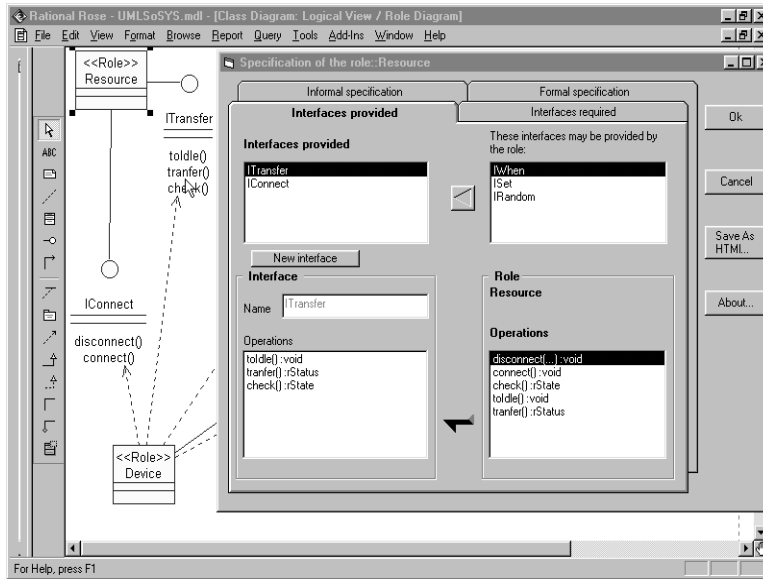 Rational Rose - UMLSoSYS.mdl - [Class Diagram: Logical View / Role Diagram]
File Edit View Format Browse Report Query Tools Add-Ins Window Help
<<Role>>
Resource
ITransfer
toIdle()
tranfer()
check()
ABC
IConnect
disconnect()
connect()
<<Role>>
Device
Specification of the role::Resource
Informal specification
Formal specification
Interfaces provided
Interfaces required
Interfaces provided
ITransfer
IConnect
These interfaces may be provided by
the role:
IWhen
ISet
IRandom
New interface
Interface
Name ITransfer
Operations
toIdle() :void
tranfer() :rStatus
check() :rState
Role
Resource
Operations
disconnect(...) :void
connect() :void
check() :rState
toIdle() :void
tranfer() :rStatus
Ok
Cancel
Save As
HTML...
About...
For Help, press F1